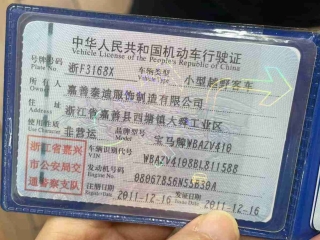 中华人民共和国机动车行驶证
Vehicle License of the People's Republic of China
号牌号码 浙F3168X 车辆类型 小型越野客车
Plate No. Vehicle Type
所有人 嘉善泰迪服饰制造有限公司
Owner
住址 浙江省嘉善县西塘镇大舜工业区
Address
使用性质 非营运 品牌型号 宝马牌WBAZV410
Use Character Model
浙江省嘉兴 车辆识别代号 WBAZV4108BL811588
VIN
市公安局交 发动机号码 08067856N55B30A
Engine No.
通警察支队 注册日期 2011-12-16 发证日期 2011-12-16